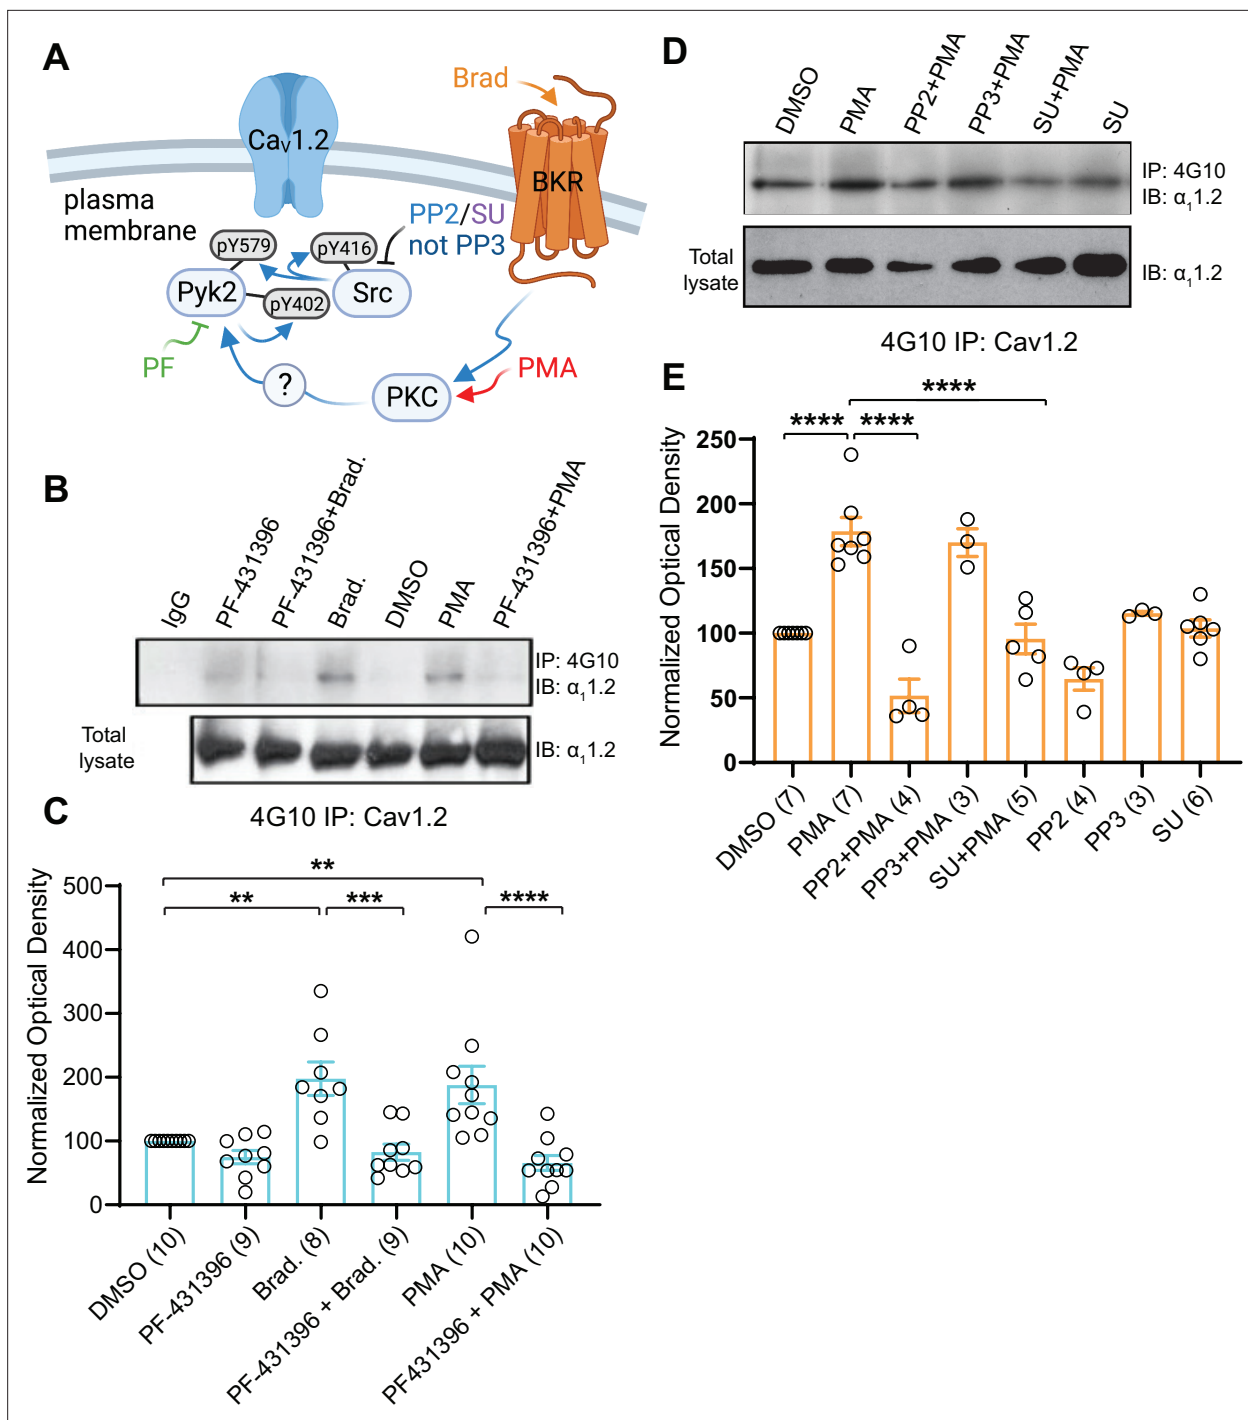 A
Brad
Cav1.2
BKR
plasma
membrane
PP2/SU
not PP3
pY579
pY416
Pyk2
Src
pY402
PF
?
PKC
PMA
B
IgG
PF-431396
PF-431396+Brad.
Brad.
DMSO
PMA
PF-431396+PMA
IP: 4G10
IB: α11.2
Total
lysate
IB: α11.2
C
4G10 IP: Cav1.2
Normalized Optical Density
500
400
300
200
100
0
**
**
***
****
DMSO (10)
PF-431396 (9)
Brad. (8)
PF-431396 + Brad. (9)
PMA (10)
PF431396 + PMA (10)
D
DMSO
PMA
PP2+PMA
PP3+PMA
SU+PMA
SU
IP: 4G10
IB: α11.2
Total
lysate
IB: α11.2
4G10 IP: Cav1.2
E
Normalized Optical Density
250
200
150
100
50
0
****
****
****
DMSO (7)
PMA (7)
PP2+PMA (4)
PP3+PMA (3)
SU+PMA (5)
PP2 (4)
PP3 (3)
SU (6)